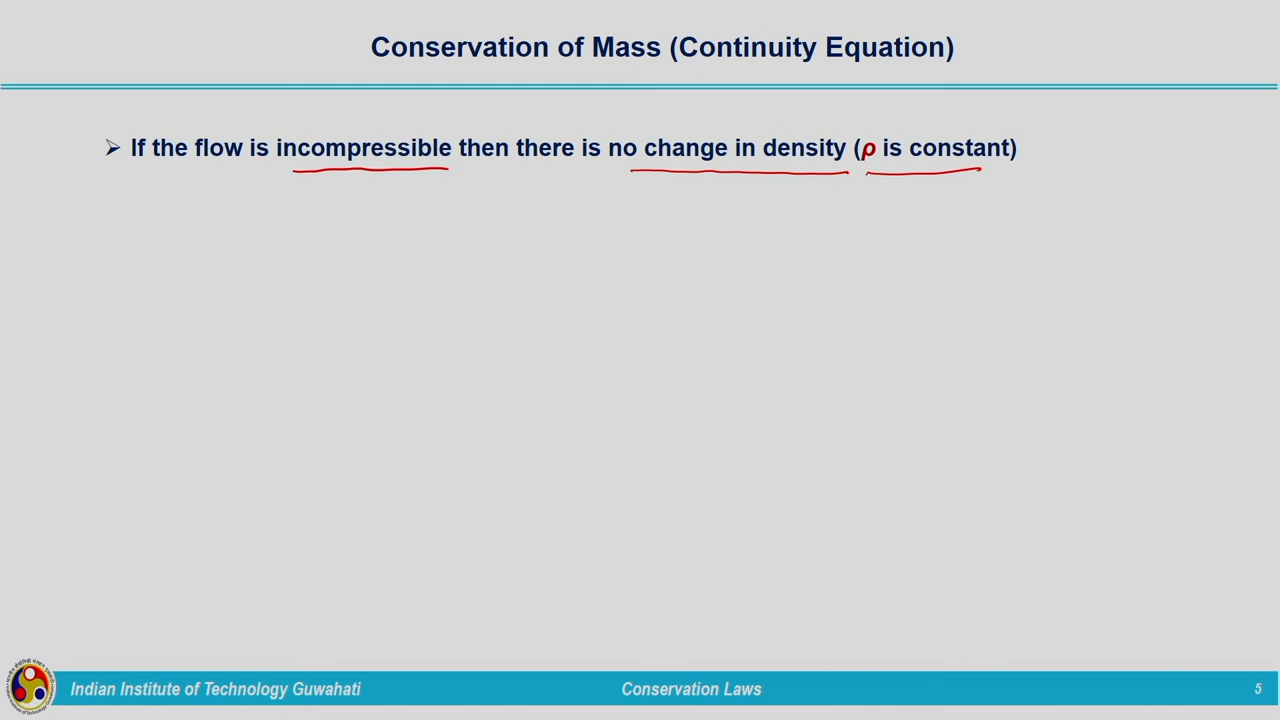 Conservation of Mass (Continuity Equation)
➢ If the flow is incompressible then there is no change in density (ρ is constant)
Indian Institute of Technology Guwahati
Conservation Laws
5